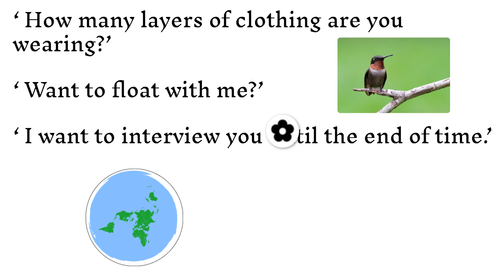 ‘ How many layers of clothing are you
wearing?’
‘ Want to float with me?’
‘ I want to interview you til the end of time.’